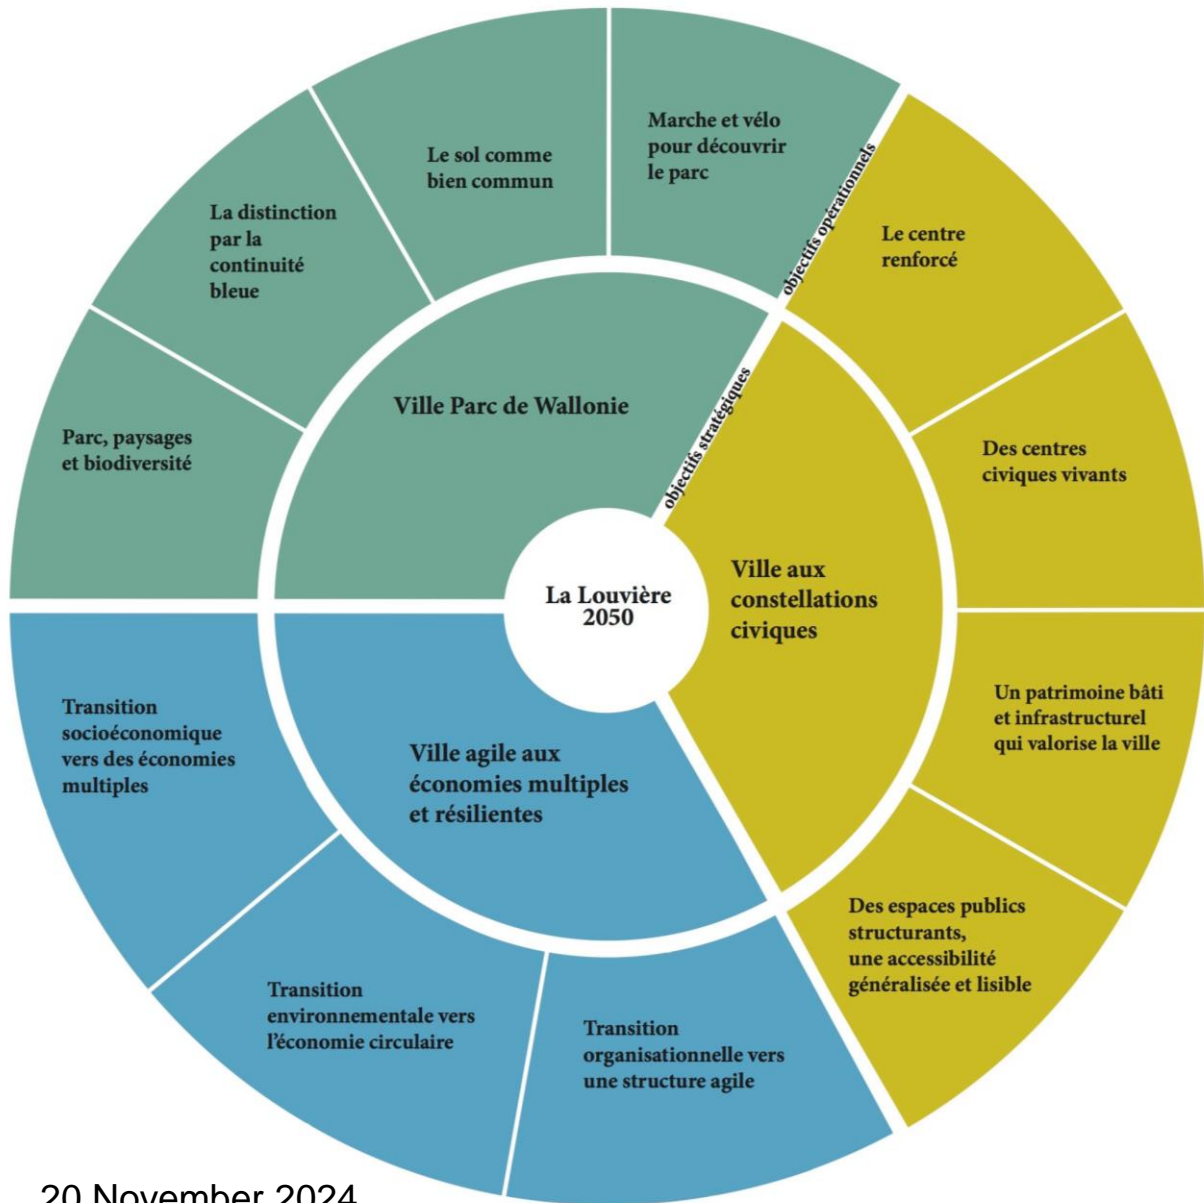 Marche et vélo
pour découvrir
le parc
Le sol comme
bien commun
La distinction
par la
continuité
bleue
Parc, paysages
et biodiversité
Ville Parc de Wallonie
objectifs opérationnels
objectifs stratégiques
Le centre
renforcé
Des centres
civiques vivants
Un patrimoine bâti
et infrastructurel
qui valorise la ville
Des espaces publics
structurants,
une accessibilité
généralisée et lisible
Ville aux
constellations
civiques
La Louvière
2050
Ville agile aux
économies multiples
et résilientes
Transition
socioéconomique
vers des économies
multiples
Transition
environnementale vers
l'économie circulaire
Transition
organisationnelle vers
une structure agile
20 November 2024